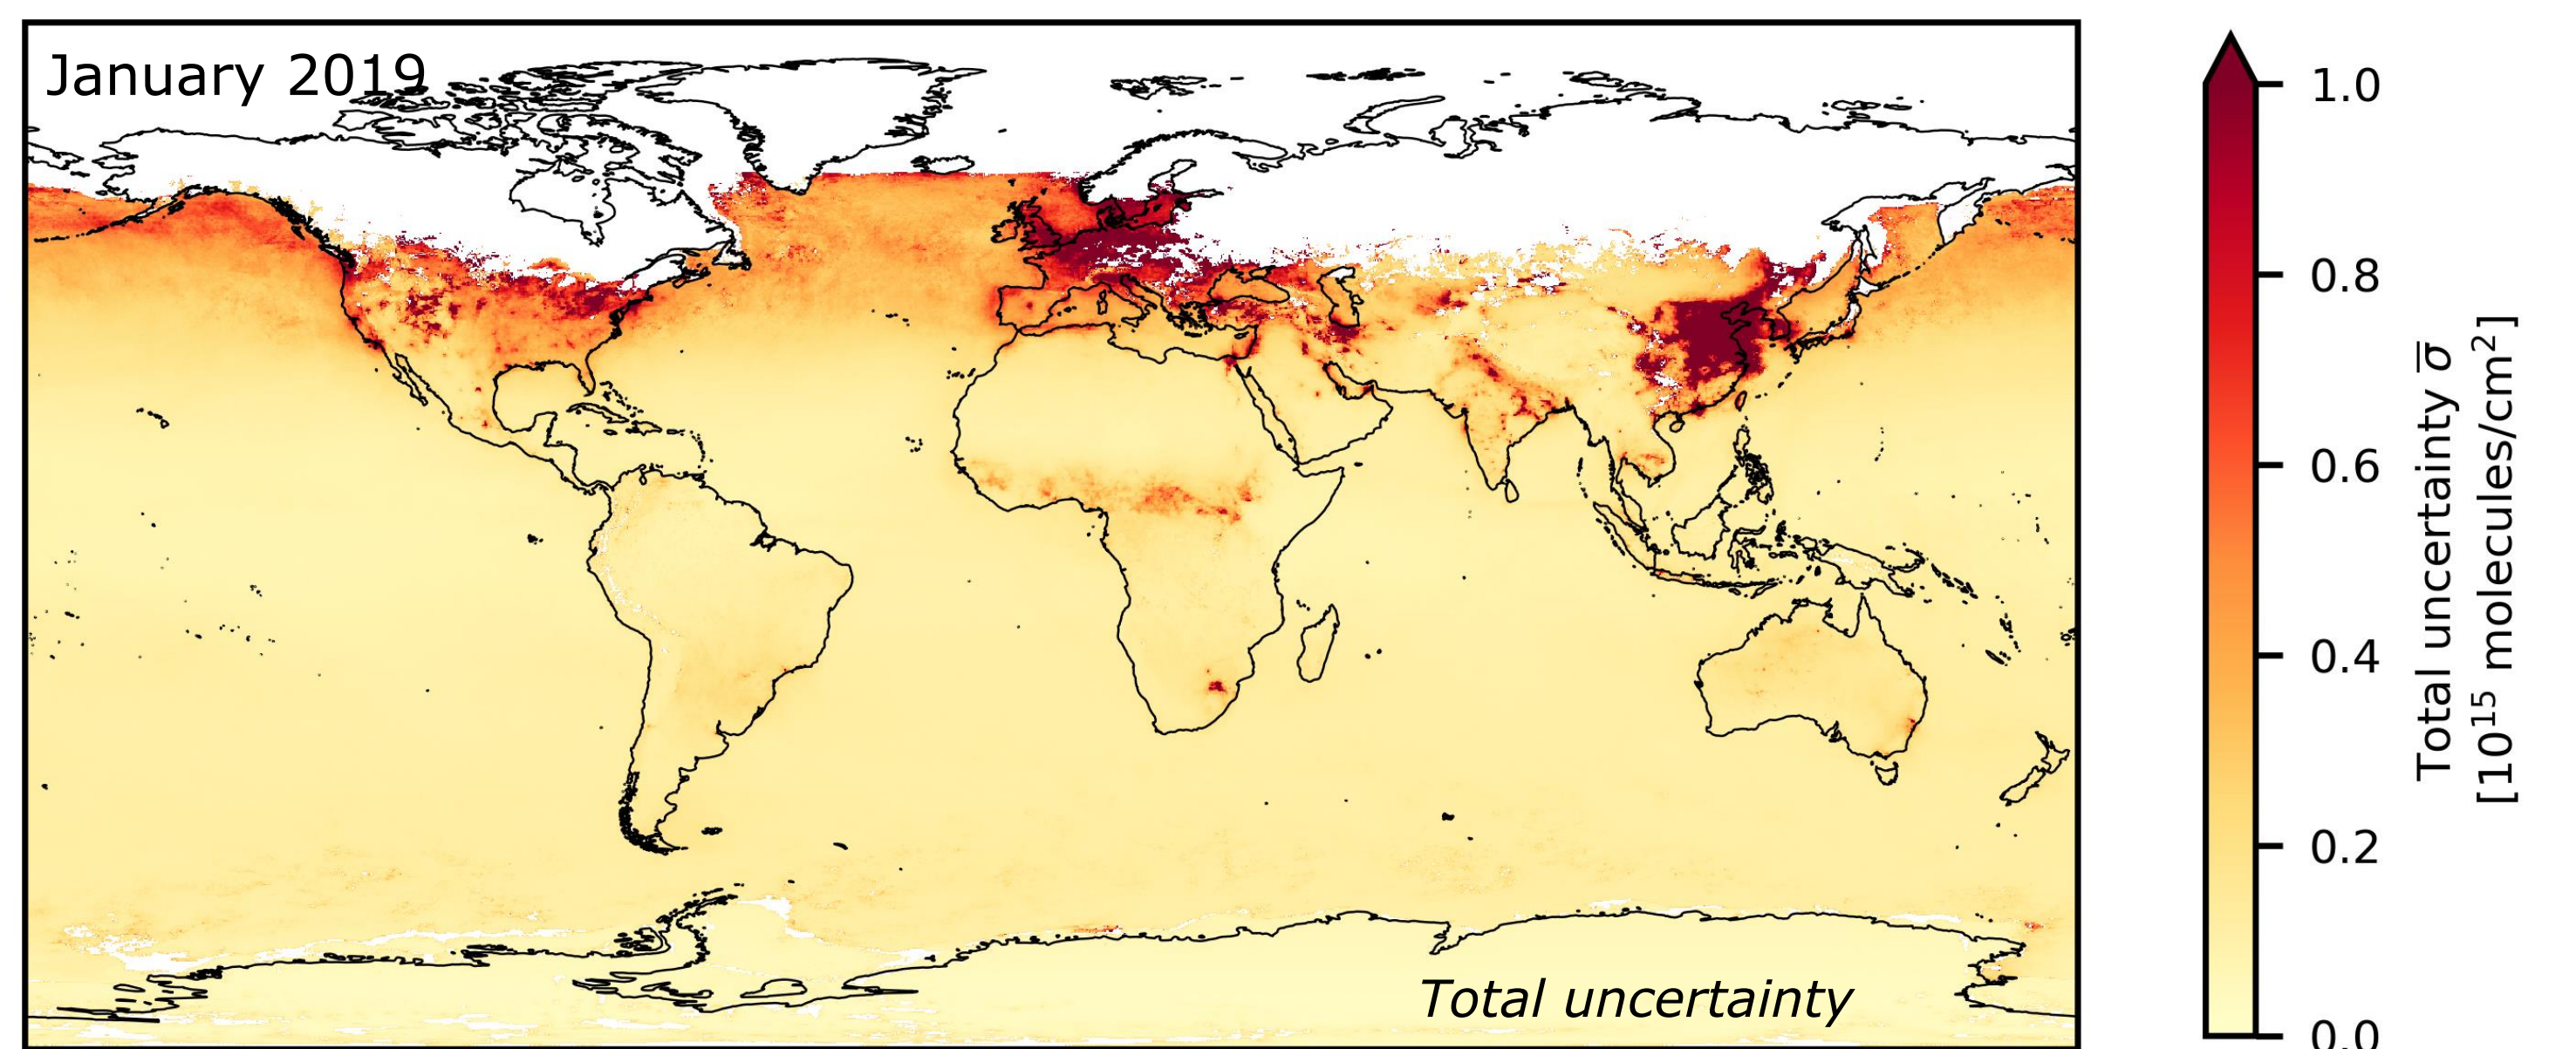 January 2019
Total uncertainty
1.0
0.8
0.6
0.4
0.2
0.0
Total uncertainty σ̅
[10¹⁵ molecules/cm²]